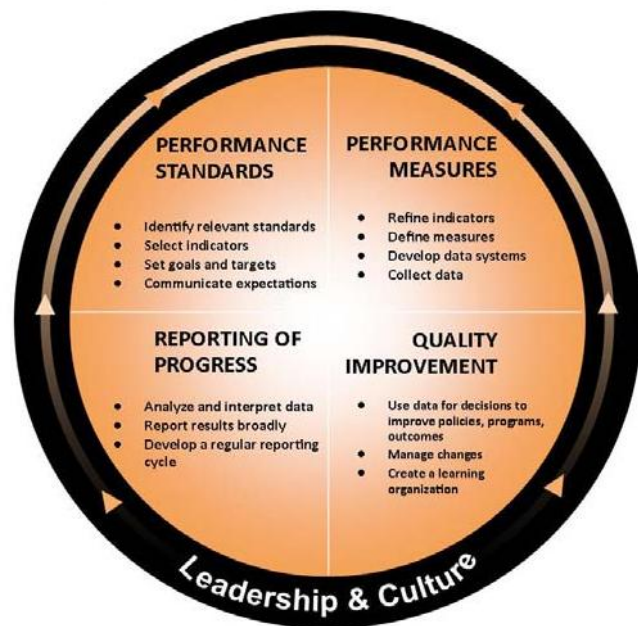 PERFORMANCE
STANDARDS
• Identify relevant standards
• Select indicators
• Set goals and targets
• Communicate expectations
PERFORMANCE
MEASURES
• Refine indicators
• Define measures
• Develop data systems
• Collect data
REPORTING OF
PROGRESS
• Analyze and interpret data
• Report results broadly
• Develop a regular reporting
cycle
QUALITY
IMPROVEMENT
• Use data for decisions to
improve policies, programs,
outcomes
• Manage changes
• Create a learning
organization
Leadership & Culture